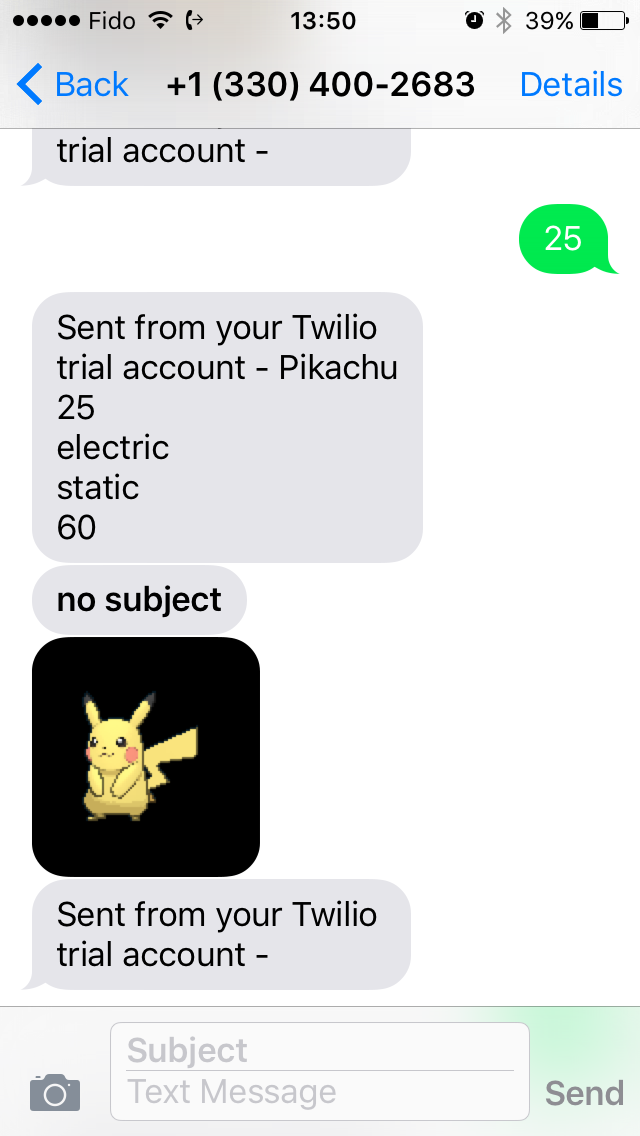 Fido 13:50 39%
Back +1 (330) 400-2683 Details
trial account -
25
Sent from your Twilio
trial account - Pikachu
25
electric
static
60
no subject
Sent from your Twilio
trial account -
Subject
Text Message
Send